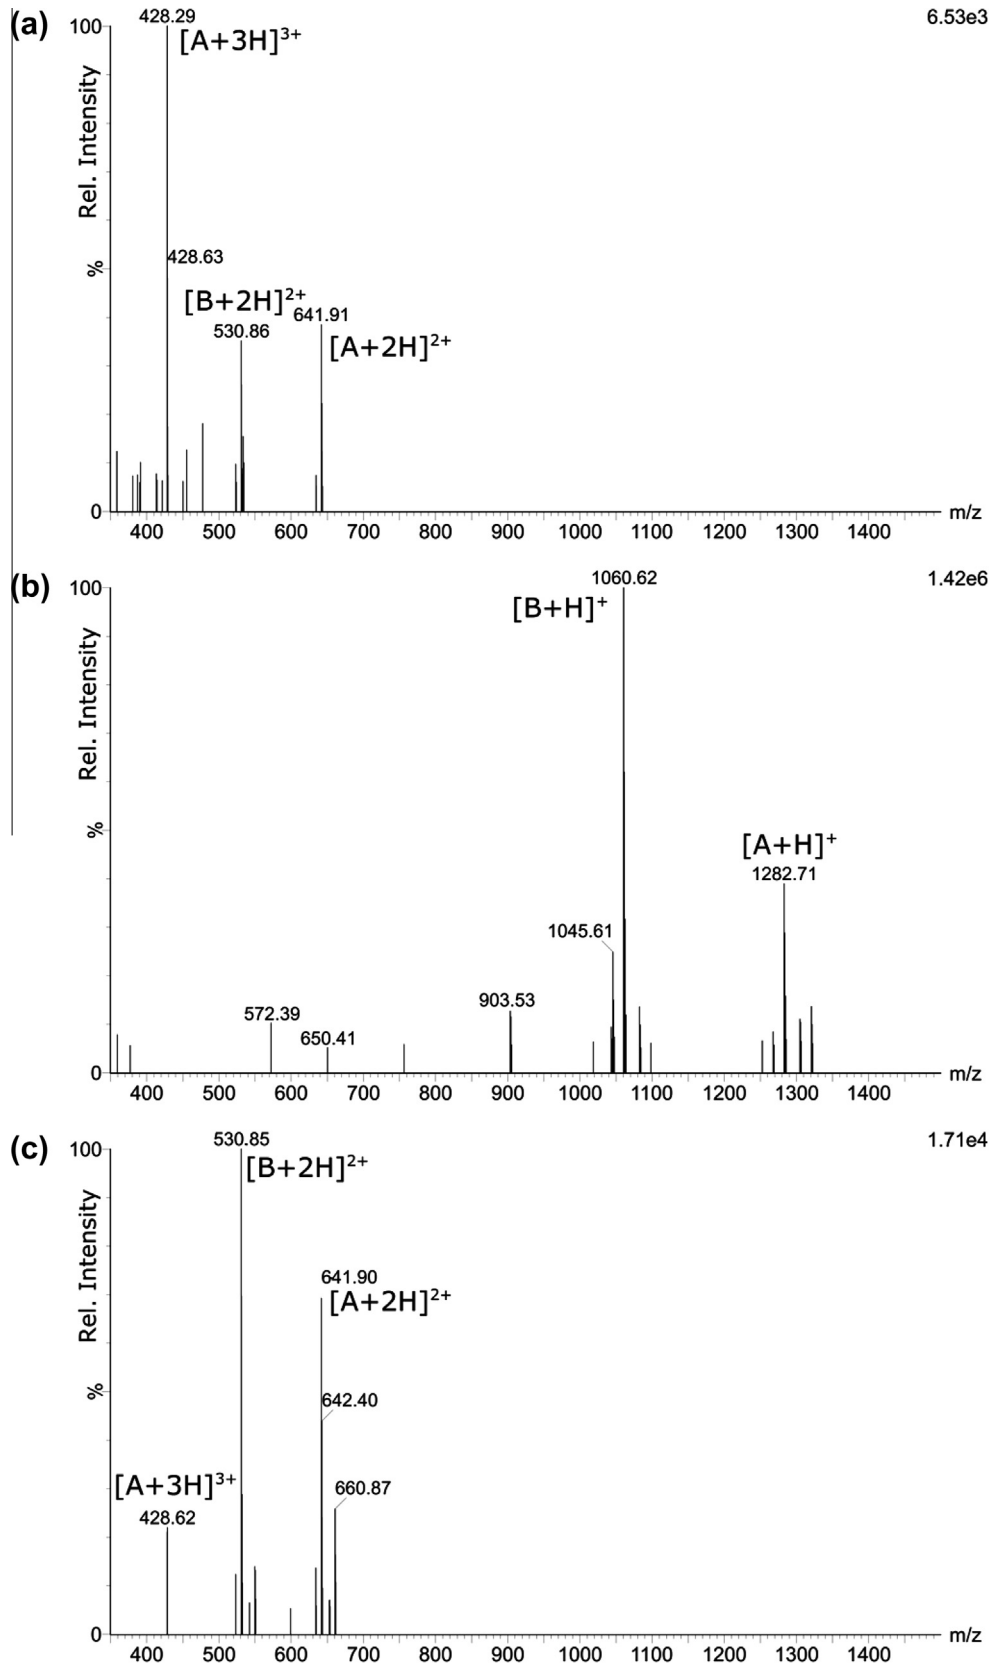 (a)
6.53e3
100
428.29
[A+3H]3+
Rel. Intensity
428.63
%
[B+2H]2+
641.91
530.86
[A+2H]2+
0
400 500 600 700 800 900 1000 1100 1200 1300 1400 m/z
(b)
1.42e6
100
1060.62
[B+H]+
Rel. Intensity
[A+H]+
%
1282.71
1045.61
903.53
572.39
650.41
0
400 500 600 700 800 900 1000 1100 1200 1300 1400 m/z
(c)
1.71e4
100
530.85
[B+2H]2+
Rel. Intensity
641.90
[A+2H]2+
%
642.40
[A+3H]3+
660.87
428.62
0
400 500 600 700 800 900 1000 1100 1200 1300 1400 m/z